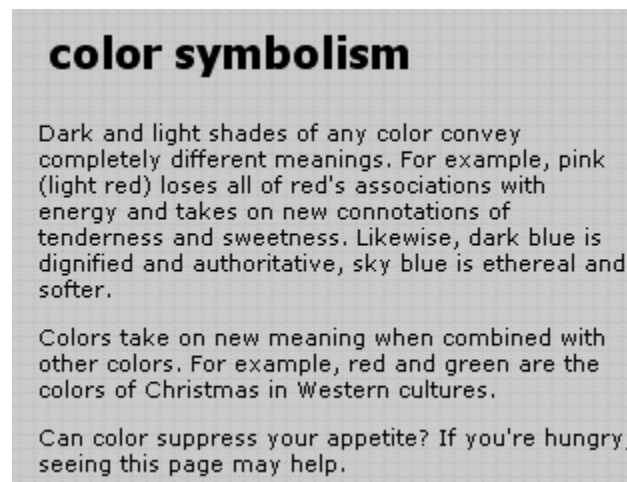 color symbolism
Dark and light shades of any color convey
completely different meanings. For example, pink
(light red) loses all of red's associations with
energy and takes on new connotations of
tenderness and sweetness. Likewise, dark blue is
dignified and authoritative, sky blue is ethereal and
softer.
Colors take on new meaning when combined with
other colors. For example, red and green are the
colors of Christmas in Western cultures.
Can color suppress your appetite? If you're hungry,
seeing this page may help.